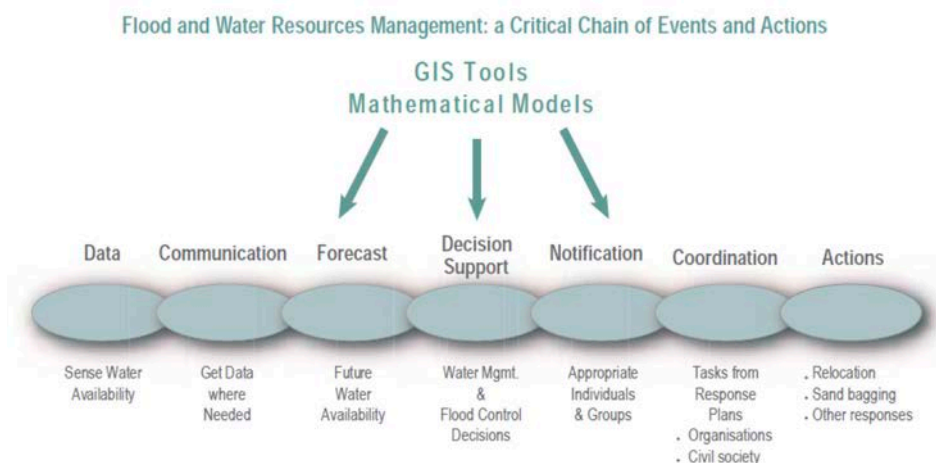 Flood and Water Resources Management: a Critical Chain of Events and Actions
GIS Tools
Mathematical Models
Data
Communication
Forecast
Decision
Support
Notification
Coordination
Actions
Sense Water
Availability
Get Data
where
Needed
Future
Water
Availability
Water Mgmt.
&
Flood Control
Decisions
Appropriate
Individuals
& Groups
Tasks from
Response
Plans
. Organisations
. Civil society
. Relocation
. Sand bagging
. Other responses